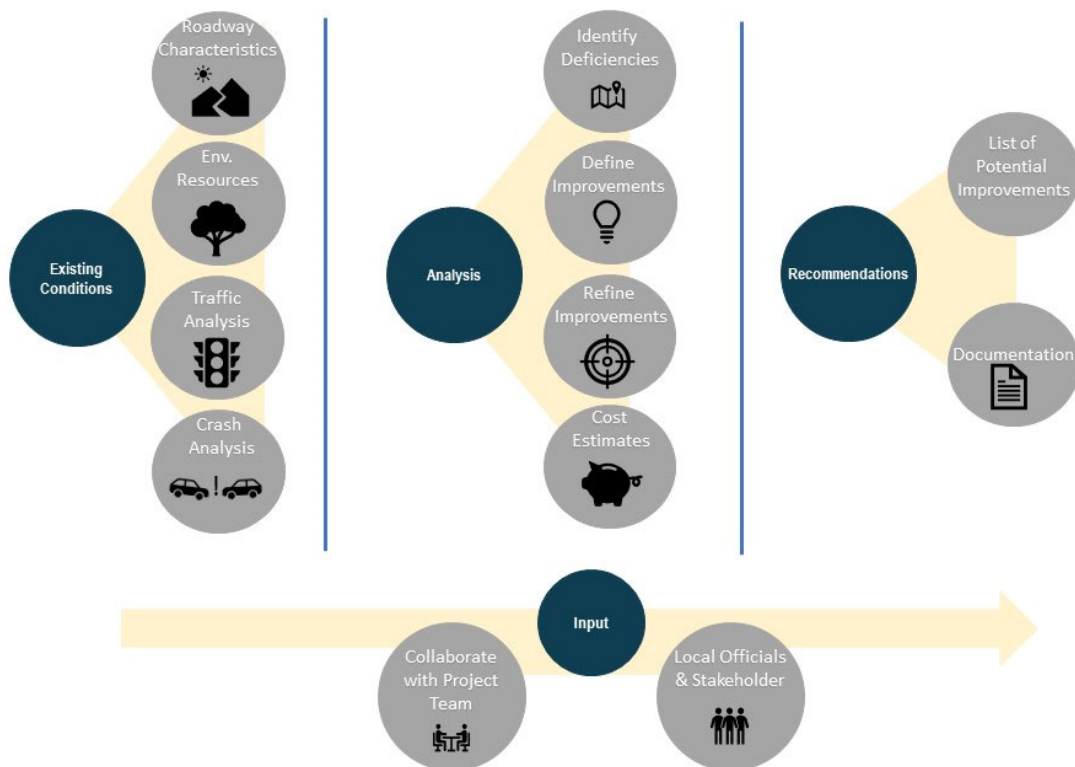 Existing
Conditions
Roadway
Characteristics
Env.
Resources
Traffic
Analysis
Crash
Analysis
Analysis
Identify
Deficiencies
Define
Improvements
Refine
Improvements
Cost
Estimates
Recommendations
List of
Potential
Improvements
Documentation
Input
Collaborate
with Project
Team
Local Officials
& Stakeholder